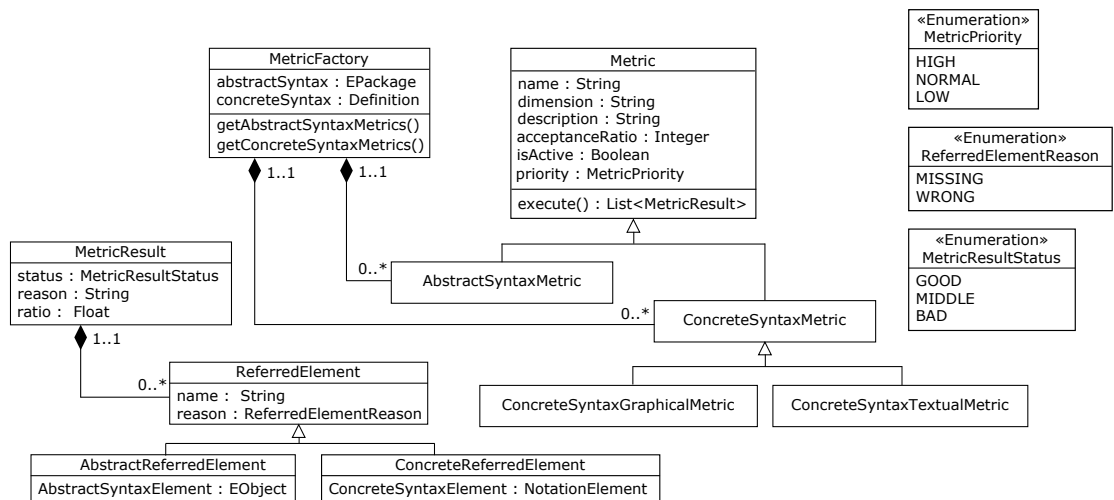 MetricFactory
abstractSyntax : EPackage
concreteSyntax : Definition
getAbstractSyntaxMetrics()
getConcreteSyntaxMetrics()
1..1
1..1
Metric
name : String
dimension : String
description : String
acceptanceRatio : Integer
isActive : Boolean
priority : MetricPriority
execute() : List<MetricResult>
«Enumeration»
MetricPriority
HIGH
NORMAL
LOW
«Enumeration»
ReferredElementReason
MISSING
WRONG
«Enumeration»
MetricResultStatus
GOOD
MIDDLE
BAD
MetricResult
status : MetricResultStatus
reason : String
ratio : Float
1..1
0..*
AbstractSyntaxMetric
0..*
ConcreteSyntaxMetric
0..*
ReferredElement
name : String
reason : ReferredElementReason
ConcreteSyntaxGraphicalMetric
ConcreteSyntaxTextualMetric
AbstractReferredElement
AbstractSyntaxElement : EObject
ConcreteReferredElement
ConcreteSyntaxElement : NotationElement